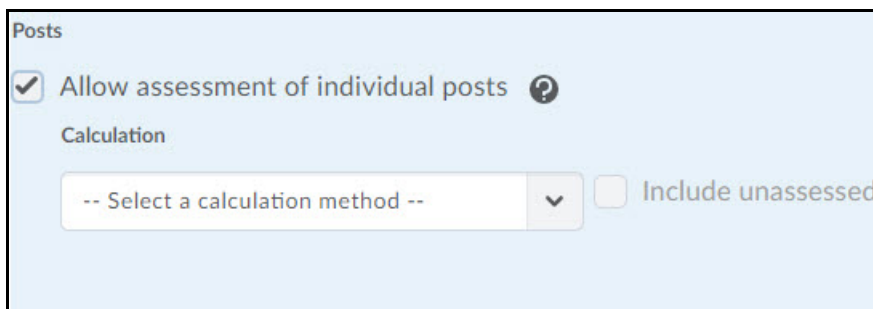 Posts
Allow assessment of individual posts ?
Calculation
-- Select a calculation method --
Include unassessed